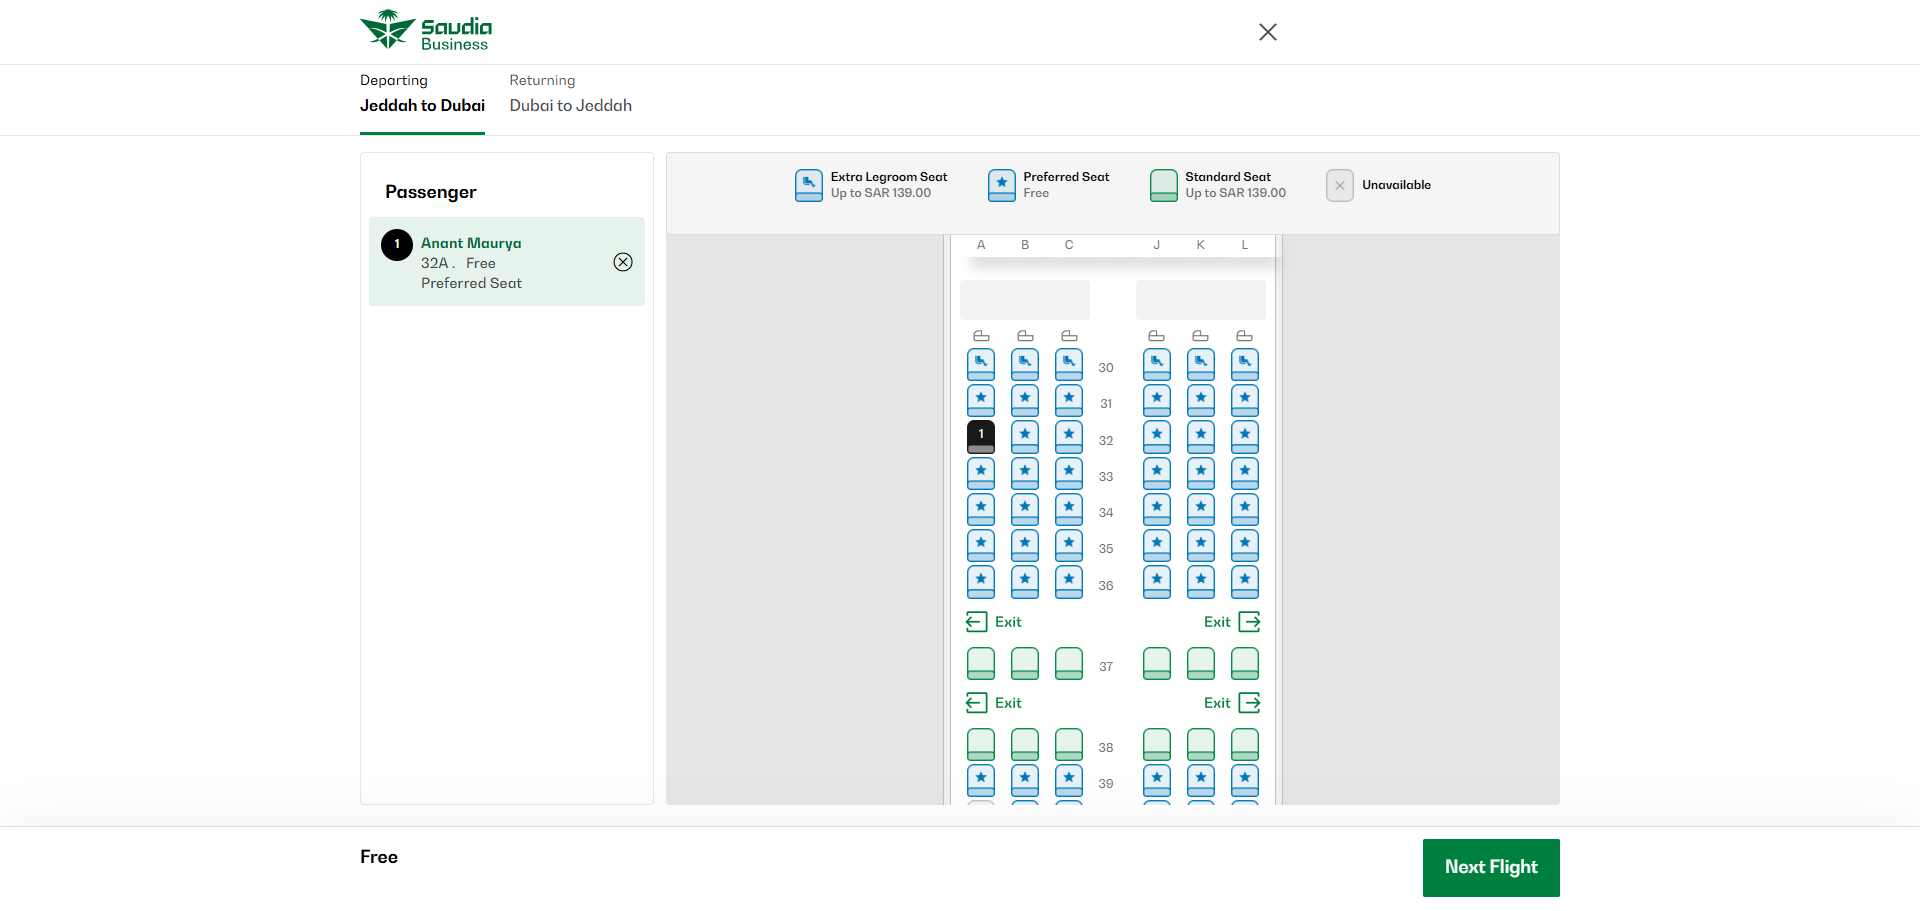 Saudia
Business
Departing
Returning
Jeddah to Dubai
Dubai to Jeddah
Passenger
1
Anant Maurya
32A . Free
Preferred Seat
Extra Legroom Seat
Up to SAR 139.00
Preferred Seat
Free
Standard Seat
Up to SAR 139.00
Unavailable
A B C J K L
30
31
1 32
33
34
35
36
Exit Exit
37
Exit Exit
38
39
Free
Next Flight